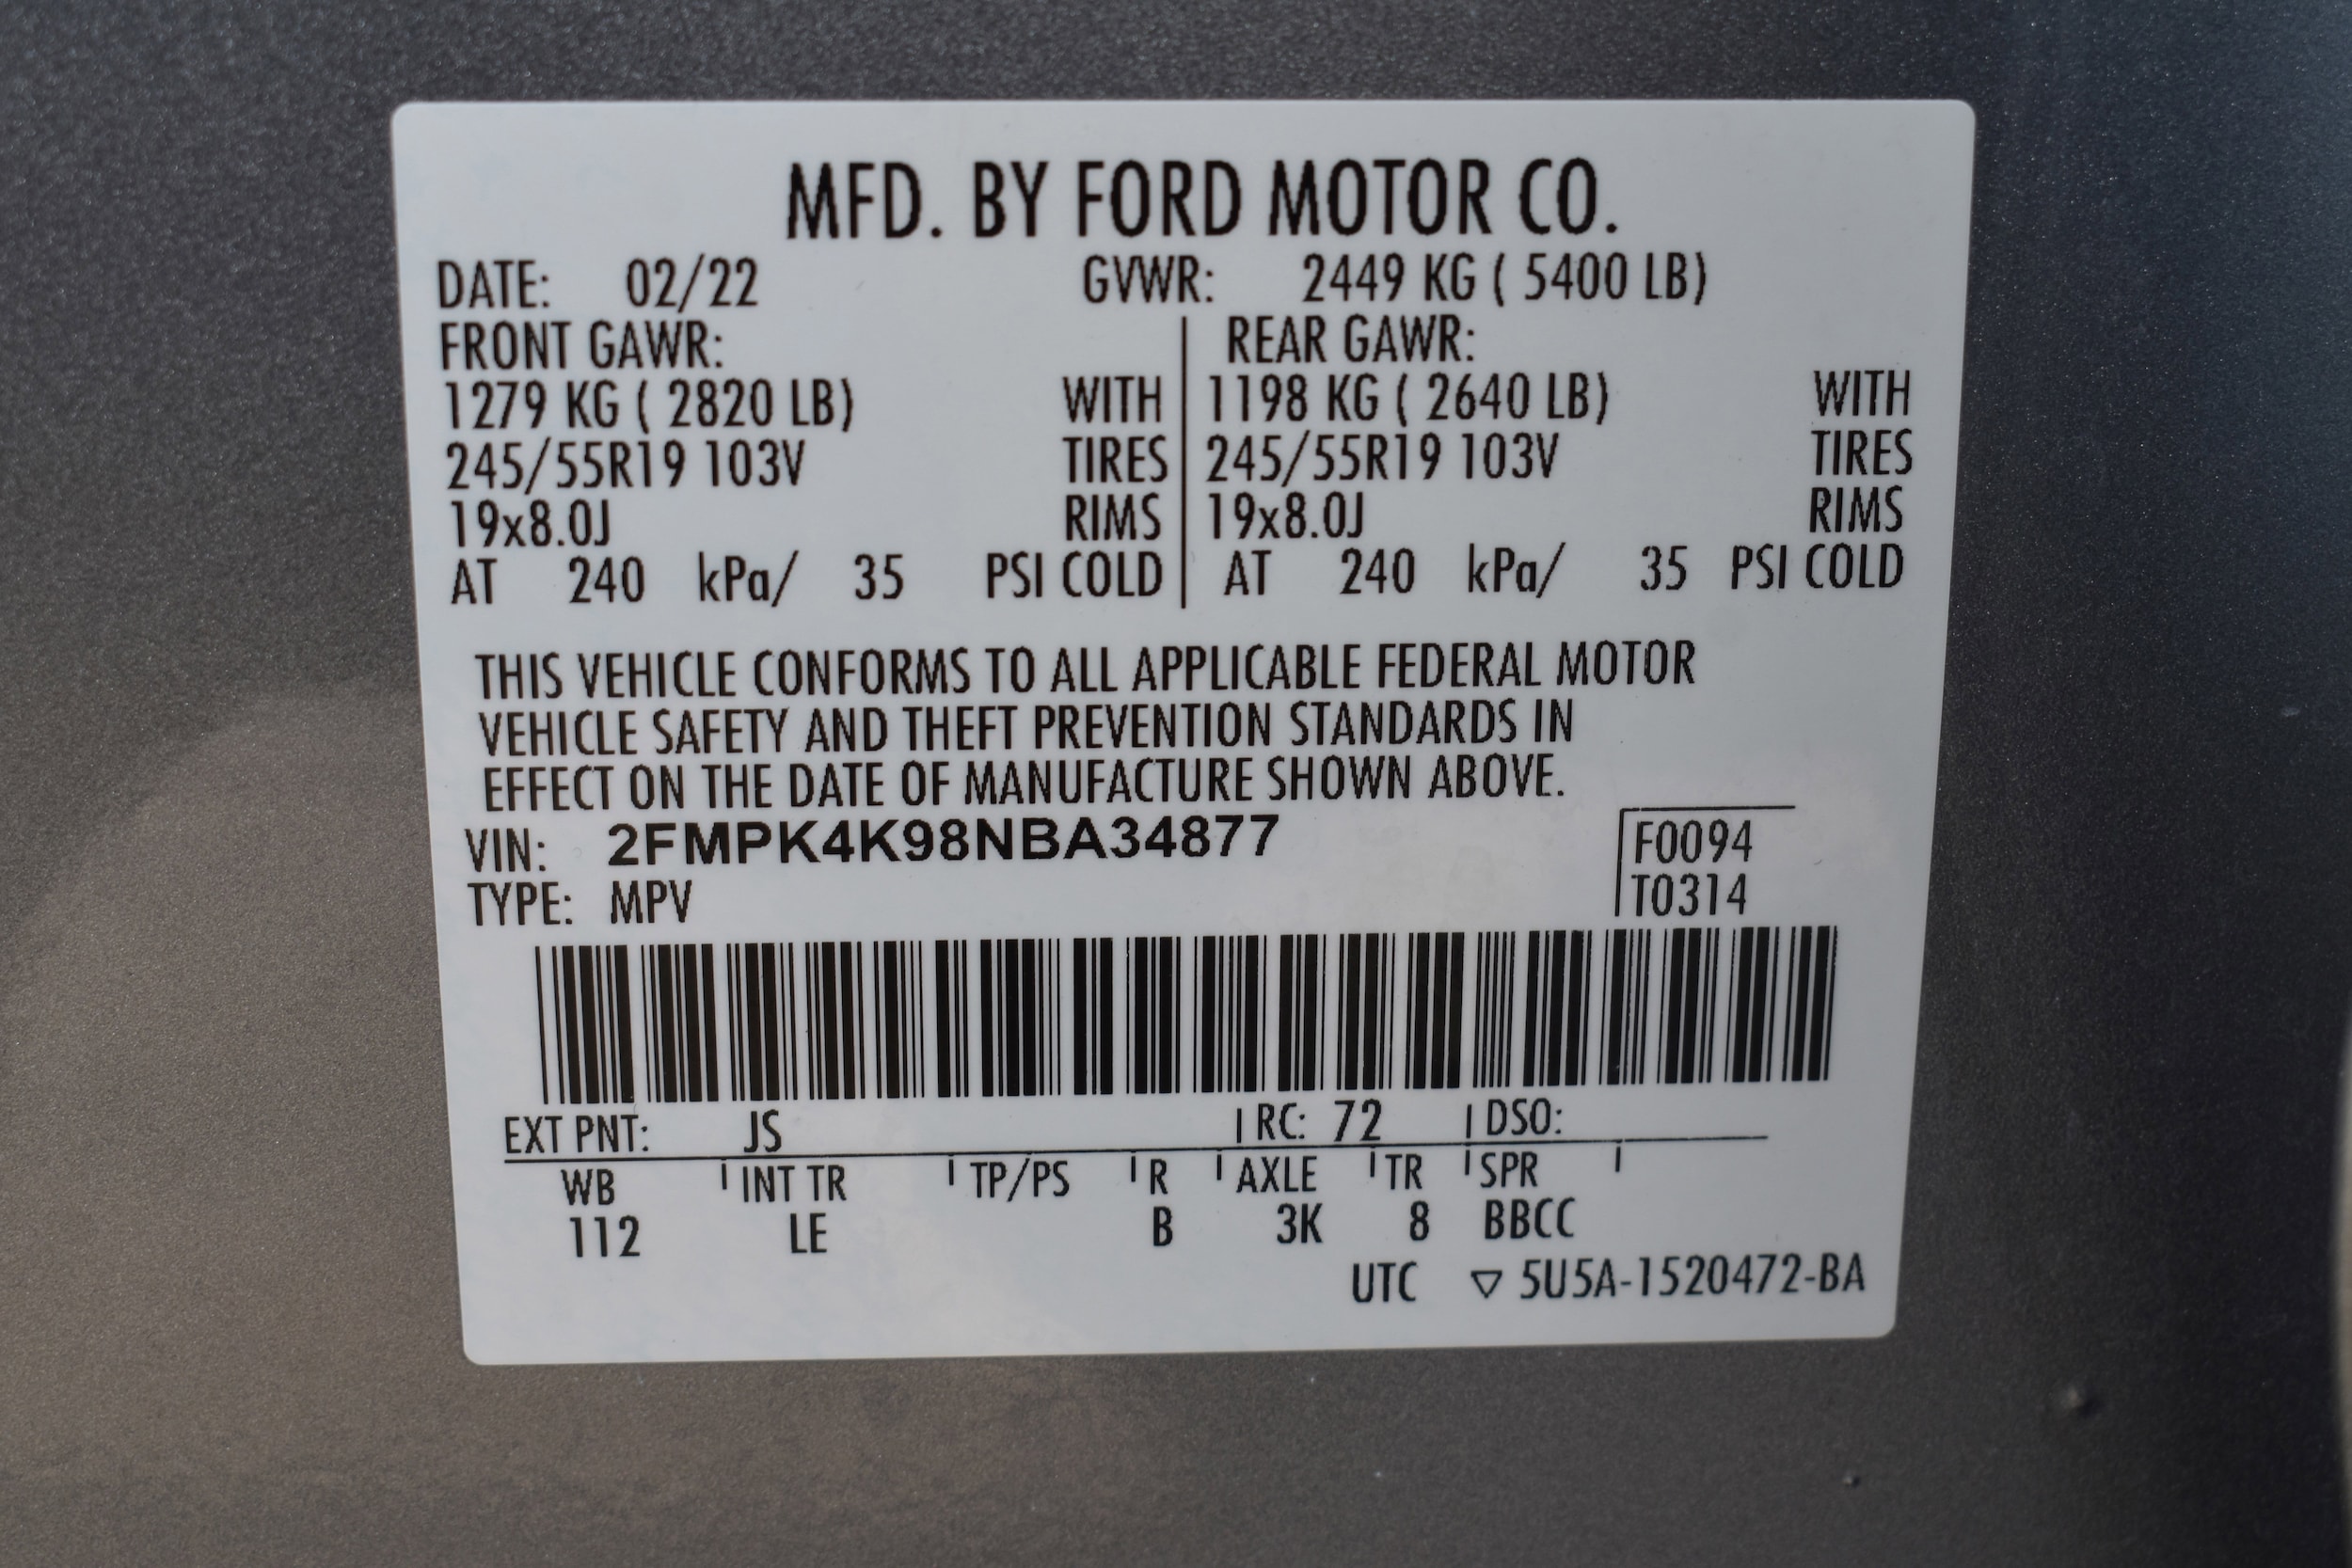 MFD. BY FORD MOTOR CO.
DATE: 02/22 GVWR: 2449 KG ( 5400 LB)
FRONT GAWR: REAR GAWR:
1279 KG ( 2820 LB) WITH 1198 KG ( 2640 LB) WITH
245/55R19 103V TIRES 245/55R19 103V TIRES
19x8.0J RIMS 19x8.0J RIMS
AT 240 kPa/ 35 PSI COLD AT 240 kPa/ 35 PSI COLD
THIS VEHICLE CONFORMS TO ALL APPLICABLE FEDERAL MOTOR
VEHICLE SAFETY AND THEFT PREVENTION STANDARDS IN
EFFECT ON THE DATE OF MANUFACTURE SHOWN ABOVE.
VIN: 2FMPK4K98NBA34877 F0094
TYPE: MPV T0314
EXT PNT: JS RC: 72 DSO:
WB INT TR TP/PS R AXLE TR SPR
112 LE B 3K 8 BBCC
UTC ▽ 5U5A-1520472-BA